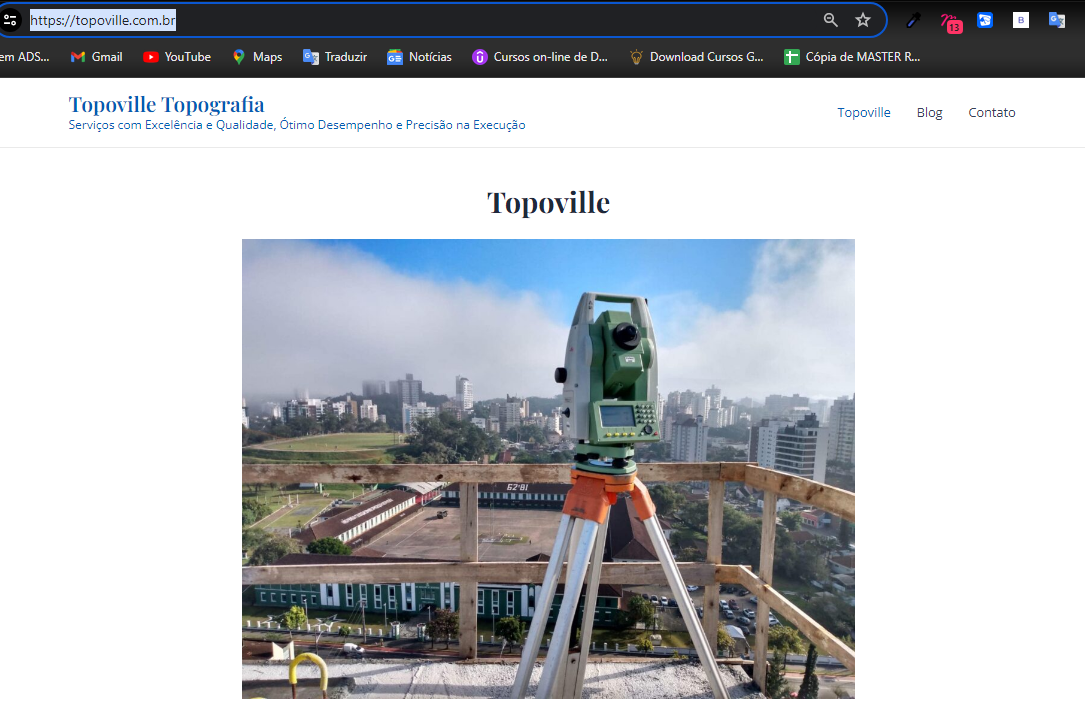 https://topoville.com.br
13
em ADS...
Gmail
YouTube
Maps
Traduzir
Notícias
Cursos on-line de D...
Download Cursos G...
Cópia de MASTER R...
Topoville Topografia
Serviços com Excelência e Qualidade, Ótimo Desempenho e Precisão na Execução
Topoville
Blog
Contato
Topoville
62°BI